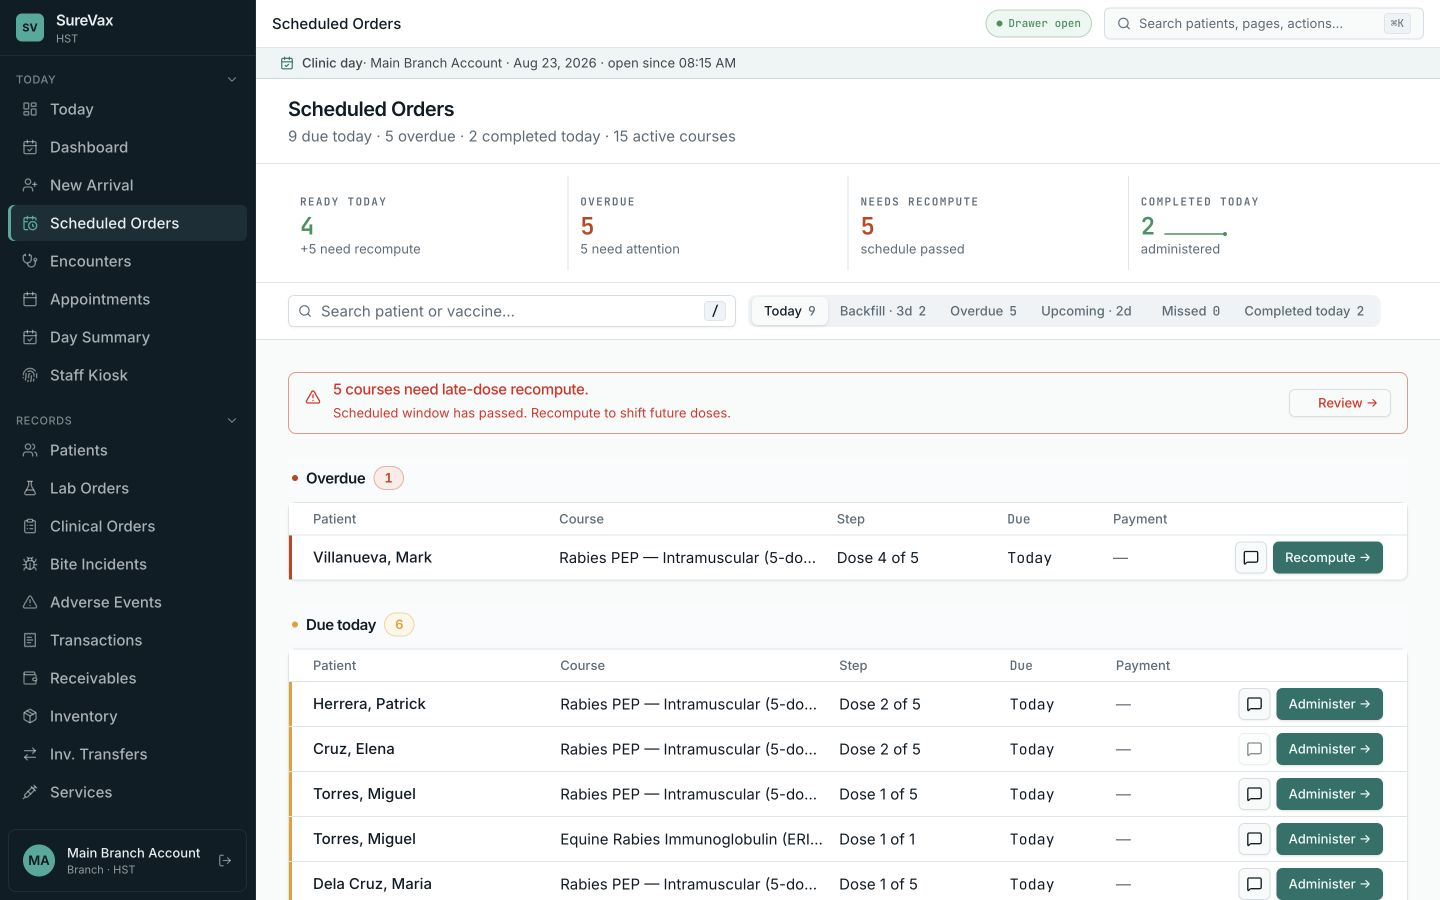 SV
SureVax
HST
TODAY
Today
Dashboard
New Arrival
Scheduled Orders
Encounters
Appointments
Day Summary
Staff Kiosk
RECORDS
Patients
Lab Orders
Clinical Orders
Bite Incidents
Adverse Events
Transactions
Receivables
Inventory
Inv. Transfers
Services
MA
Main Branch Account
Branch · HST
Scheduled Orders
Drawer open
Search patients, pages, actions...
⌘K
Clinic day· Main Branch Account · Aug 23, 2026 · open since 08:15 AM
Scheduled Orders
9 due today · 5 overdue · 2 completed today · 15 active courses
READY TODAY
4
+5 need recompute
OVERDUE
5
5 need attention
NEEDS RECOMPUTE
5
schedule passed
COMPLETED TODAY
2
administered
Search patient or vaccine...
/
Today 9
Backfill · 3d 2
Overdue 5
Upcoming · 2d
Missed 0
Completed today 2
5 courses need late-dose recompute.
Scheduled window has passed. Recompute to shift future doses.
Review →
Overdue 1
Patient Course Step Due Payment
Villanueva, Mark Rabies PEP — Intramuscular (5-do... Dose 4 of 5 Today — Recompute →
Due today 6
Patient Course Step Due Payment
Herrera, Patrick Rabies PEP — Intramuscular (5-do... Dose 2 of 5 Today — Administer →
Cruz, Elena Rabies PEP — Intramuscular (5-do... Dose 2 of 5 Today — Administer →
Torres, Miguel Rabies PEP — Intramuscular (5-do... Dose 1 of 5 Today — Administer →
Torres, Miguel Equine Rabies Immunoglobulin (ERI... Dose 1 of 1 Today — Administer →
Dela Cruz, Maria Rabies PEP — Intramuscular (5-do... Dose 1 of 5 Today — Administer →